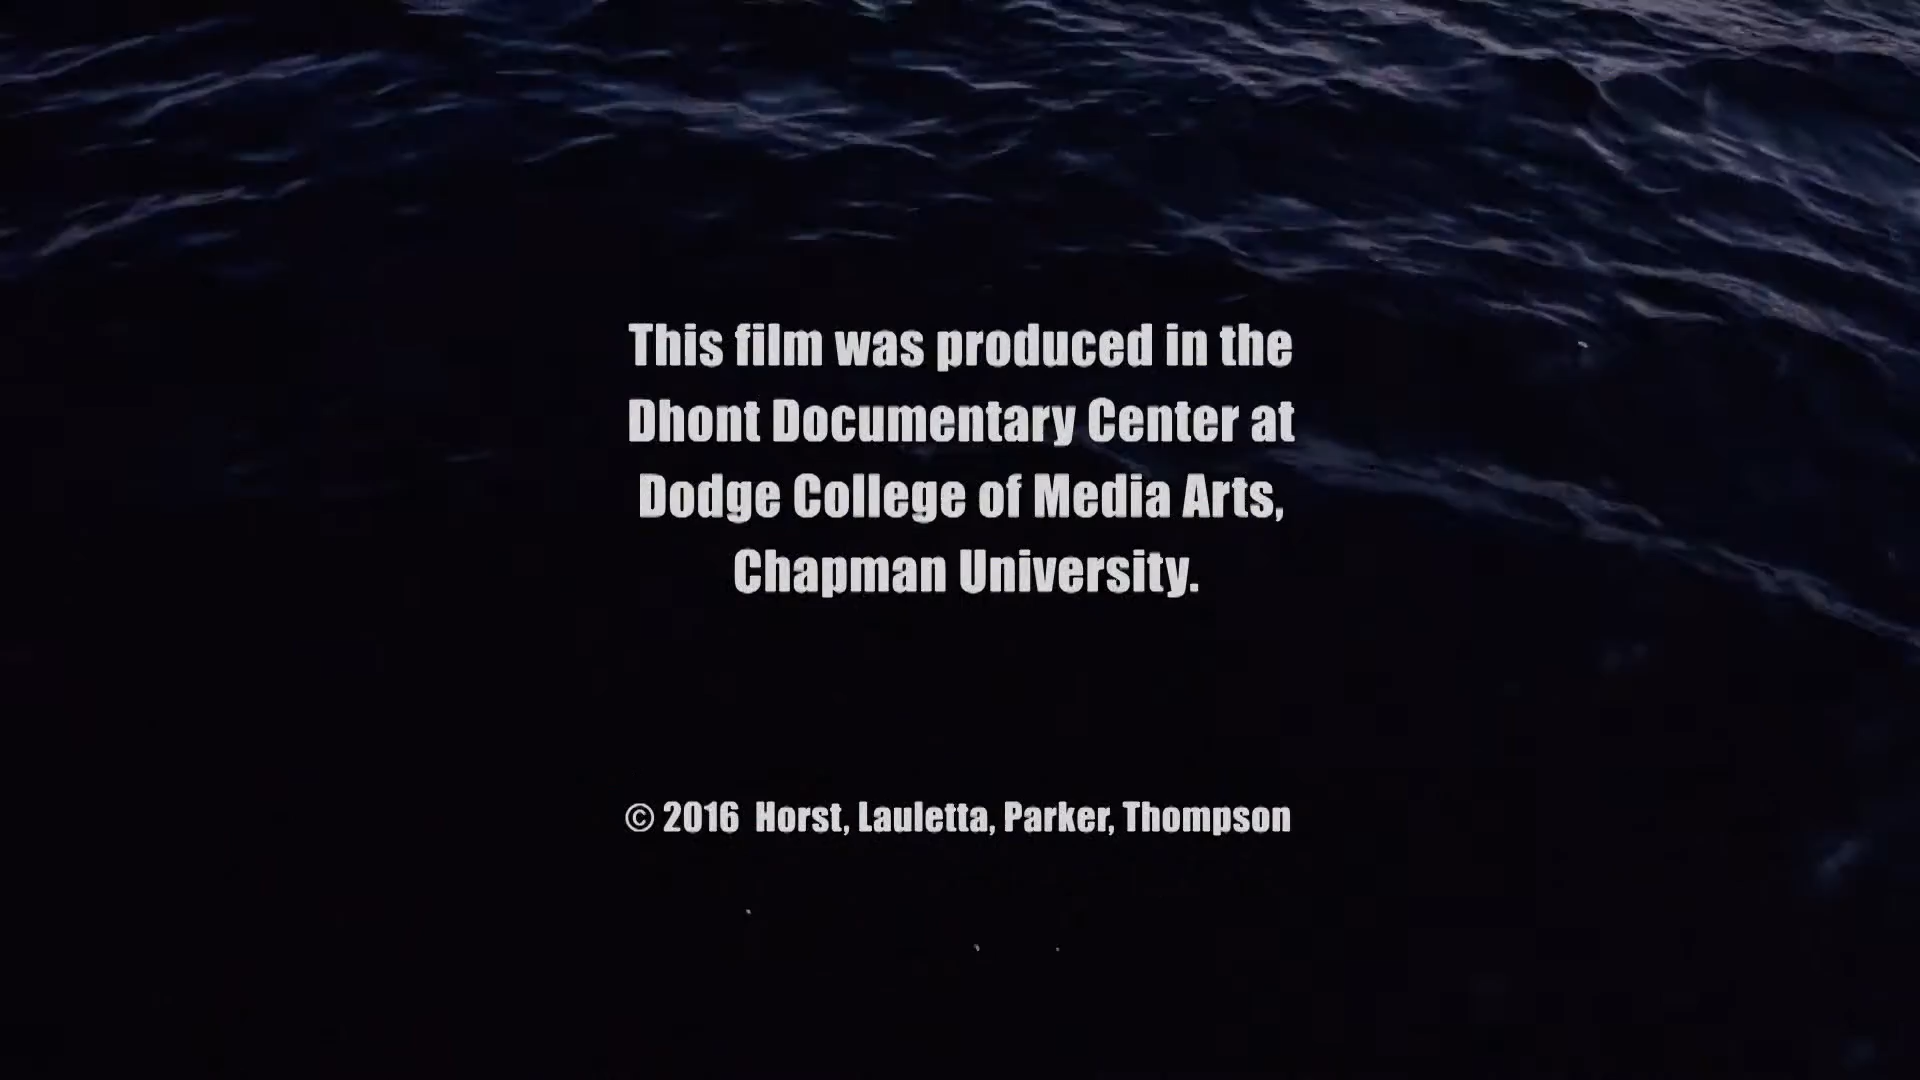 This film was produced in the
Dhont Documentary Center at
Dodge College of Media Arts,
Chapman University.
© 2016  Horst, Lauletta, Parker, Thompson